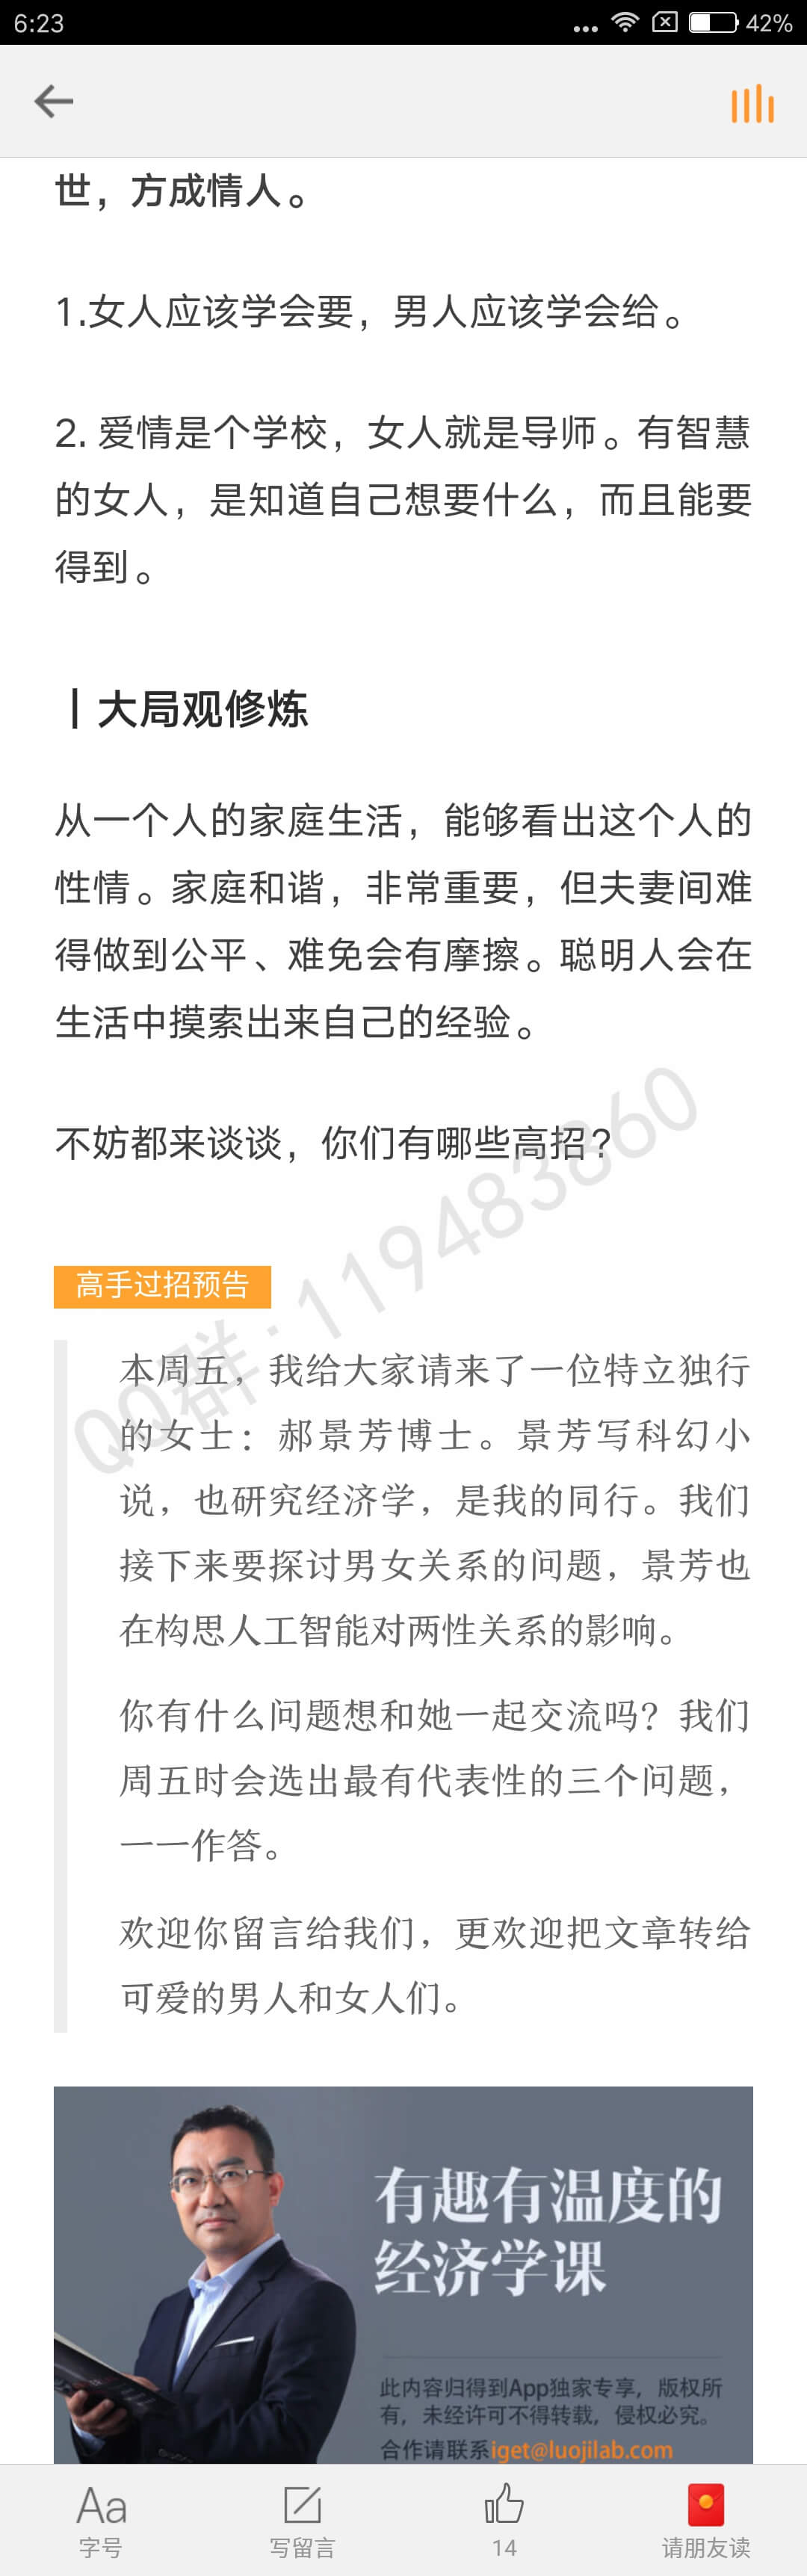 6:23
42%
世，方成情人。
1.女人应该学会要，男人应该学会给。
2. 爱情是个学校，女人就是导师。有智慧
的女人，是知道自己想要什么，而且能要
得到。
丨大局观修炼
从一个人的家庭生活，能够看出这个人的
性情。家庭和谐，非常重要，但夫妻间难
得做到公平、难免会有摩擦。聪明人会在
生活中摸索出来自己的经验。
不妨都来谈谈，你们有哪些高招？
QQ群：119483860
高手过招预告
本周五，我给大家请来了一位特立独行
的女士：郝景芳博士。景芳写科幻小
说，也研究经济学，是我的同行。我们
接下来要探讨男女关系的问题，景芳也
在构思人工智能对两性关系的影响。
你有什么问题想和她一起交流吗？我们
周五时会选出最有代表性的三个问题，
一一作答。
欢迎你留言给我们，更欢迎把文章转给
可爱的男人和女人们。
有趣有温度的
经济学课
此内容归得到App独家专享，版权所
有，未经许可不得转载，侵权必究。
合作请联系iget@luojilab.com
Aa
字号
写留言
14
请朋友读